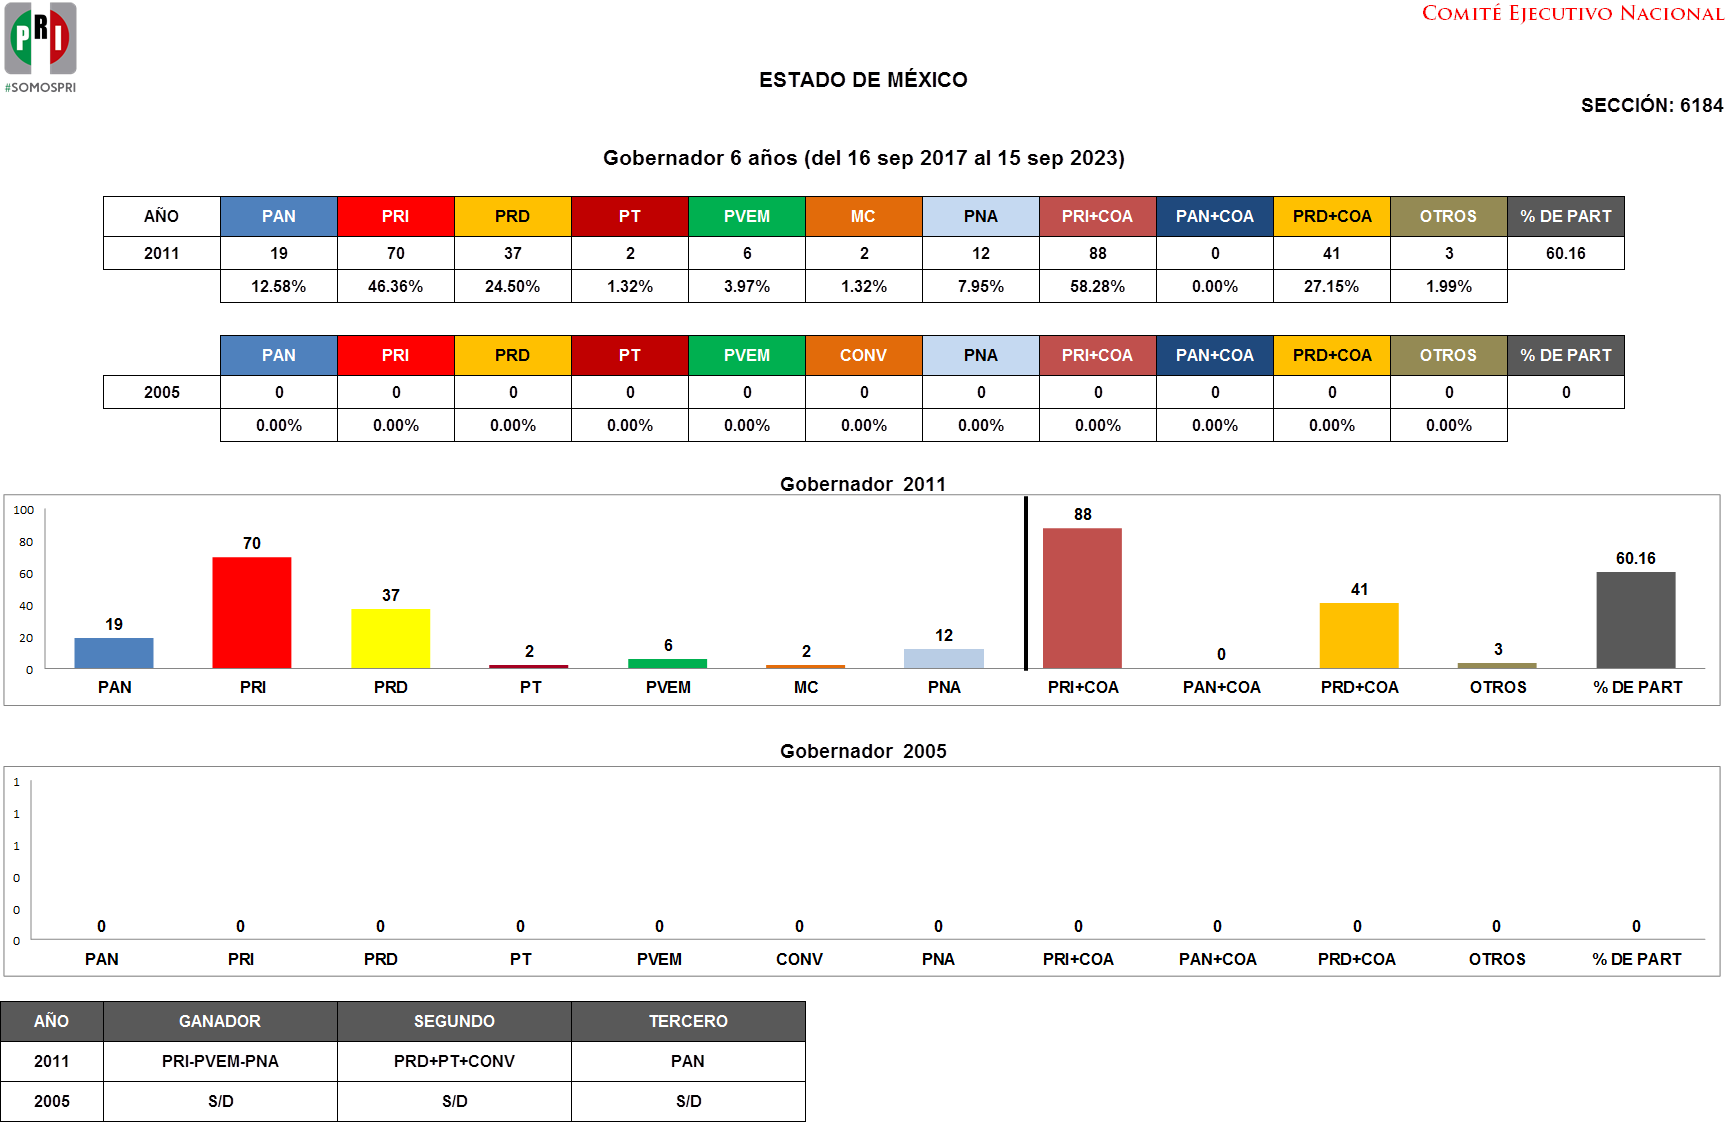 PRI
#SOMOSPRI
COMITÉ EJECUTIVO NACIONAL
ESTADO DE MÉXICO
SECCIÓN: 6184
Gobernador 6 años (del 16 sep 2017 al 15 sep 2023)
AÑO PAN PRI PRD PT PVEM MC PNA PRI+COA PAN+COA PRD+COA OTROS % DE PART
2011 19 70 37 2 6 2 12 88 0 41 3 60.16
12.58% 46.36% 24.50% 1.32% 3.97% 1.32% 7.95% 58.28% 0.00% 27.15% 1.99%
PAN PRI PRD PT PVEM CONV PNA PRI+COA PAN+COA PRD+COA OTROS % DE PART
2005 0 0 0 0 0 0 0 0 0 0 0 0
0.00% 0.00% 0.00% 0.00% 0.00% 0.00% 0.00% 0.00% 0.00% 0.00% 0.00%
Gobernador 2011
100
80
60
40
20
0
19 70 37 2 6 2 12 88 0 41 3 60.16
PAN PRI PRD PT PVEM MC PNA PRI+COA PAN+COA PRD+COA OTROS % DE PART
Gobernador 2005
1
1
1
0
0
0
0 0 0 0 0 0 0 0 0 0 0 0
PAN PRI PRD PT PVEM CONV PNA PRI+COA PAN+COA PRD+COA OTROS % DE PART
AÑO GANADOR SEGUNDO TERCERO
2011 PRI-PVEM-PNA PRD+PT+CONV PAN
2005 S/D S/D S/D